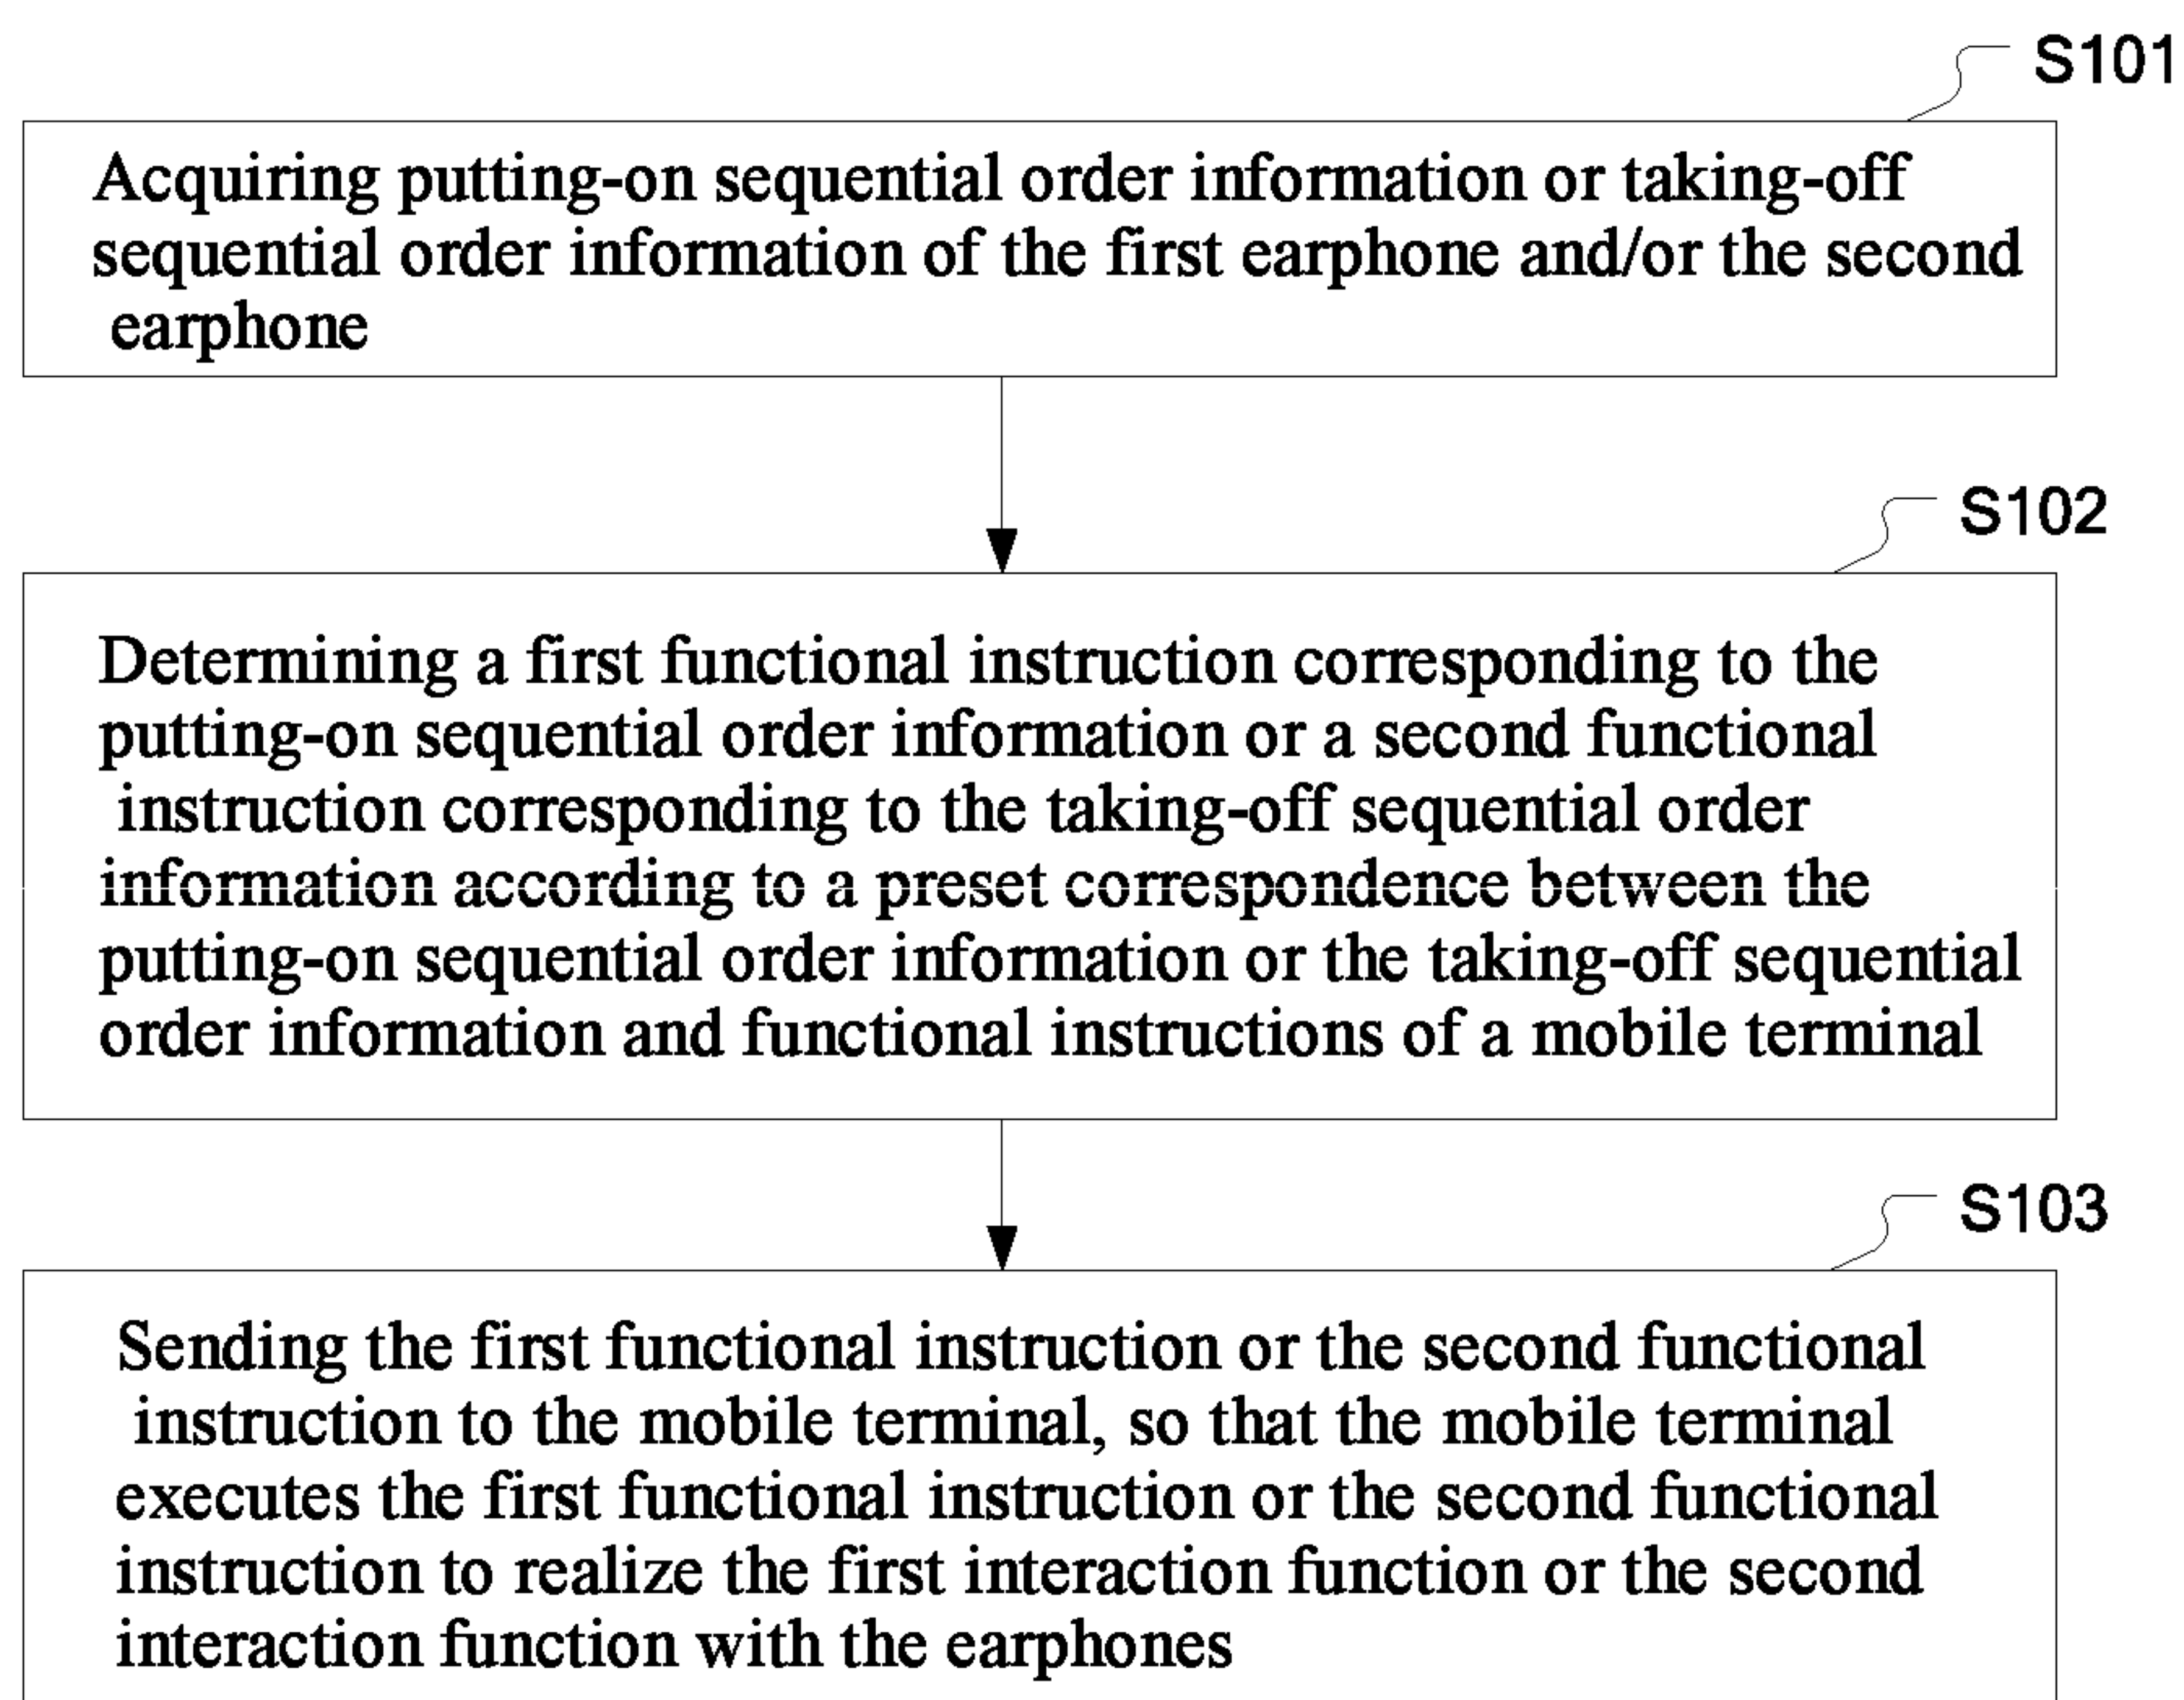 S101
Acquiring putting-on sequential order information or taking-off
sequential order information of the first earphone and/or the second
earphone
S102
Determining a first functional instruction corresponding to the
putting-on sequential order information or a second functional
instruction corresponding to the taking-off sequential order
information according to a preset correspondence between the
putting-on sequential order information or the taking-off sequential
order information and functional instructions of a mobile terminal
S103
Sending the first functional instruction or the second functional
instruction to the mobile terminal, so that the mobile terminal
executes the first functional instruction or the second functional
instruction to realize the first interaction function or the second
interaction function with the earphones